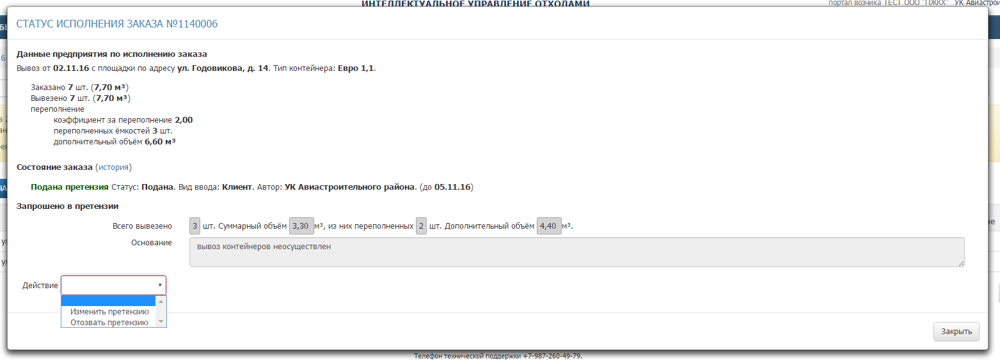 ИНТЕЛЛЕКТУАЛЬНОЕ УПРАВЛЕНИЕ ОТХОДАМИ
портал возчика ТЕСТ ООО "ПЖКХ" УК Авиастрои
СТАТУС ИСПОЛНЕНИЯ ЗАКАЗА №1140006
Данные предприятия по исполнению заказа
Вывоз от 02.11.16 с площадки по адресу ул. Годовикова, д. 14. Тип контейнера: Евро 1,1.
Заказано 7 шт. (7,70 м³)
Вывезено 7 шт. (7,70 м³)
переполнение
коэффициент за переполнение 2,00
переполненных ёмкостей 3 шт.
дополнительный объём 6,60 м³
Состояние заказа (история)
Подана претензия Статус: Подана. Вид ввода: Клиент. Автор: УК Авиастроительного района. (до 05.11.16)
Запрошено в претензии
Всего вывезено 3 шт. Суммарный объём 3,30 м³, из них переполненных 2 шт. Дополнительный объём 4,40 м³.
Основание вывоз контейнеров неосуществлен
Действие
Изменить претензию
Отозвать претензию
Закрыть
Телефон технической поддержки +7-987-260-49-79.